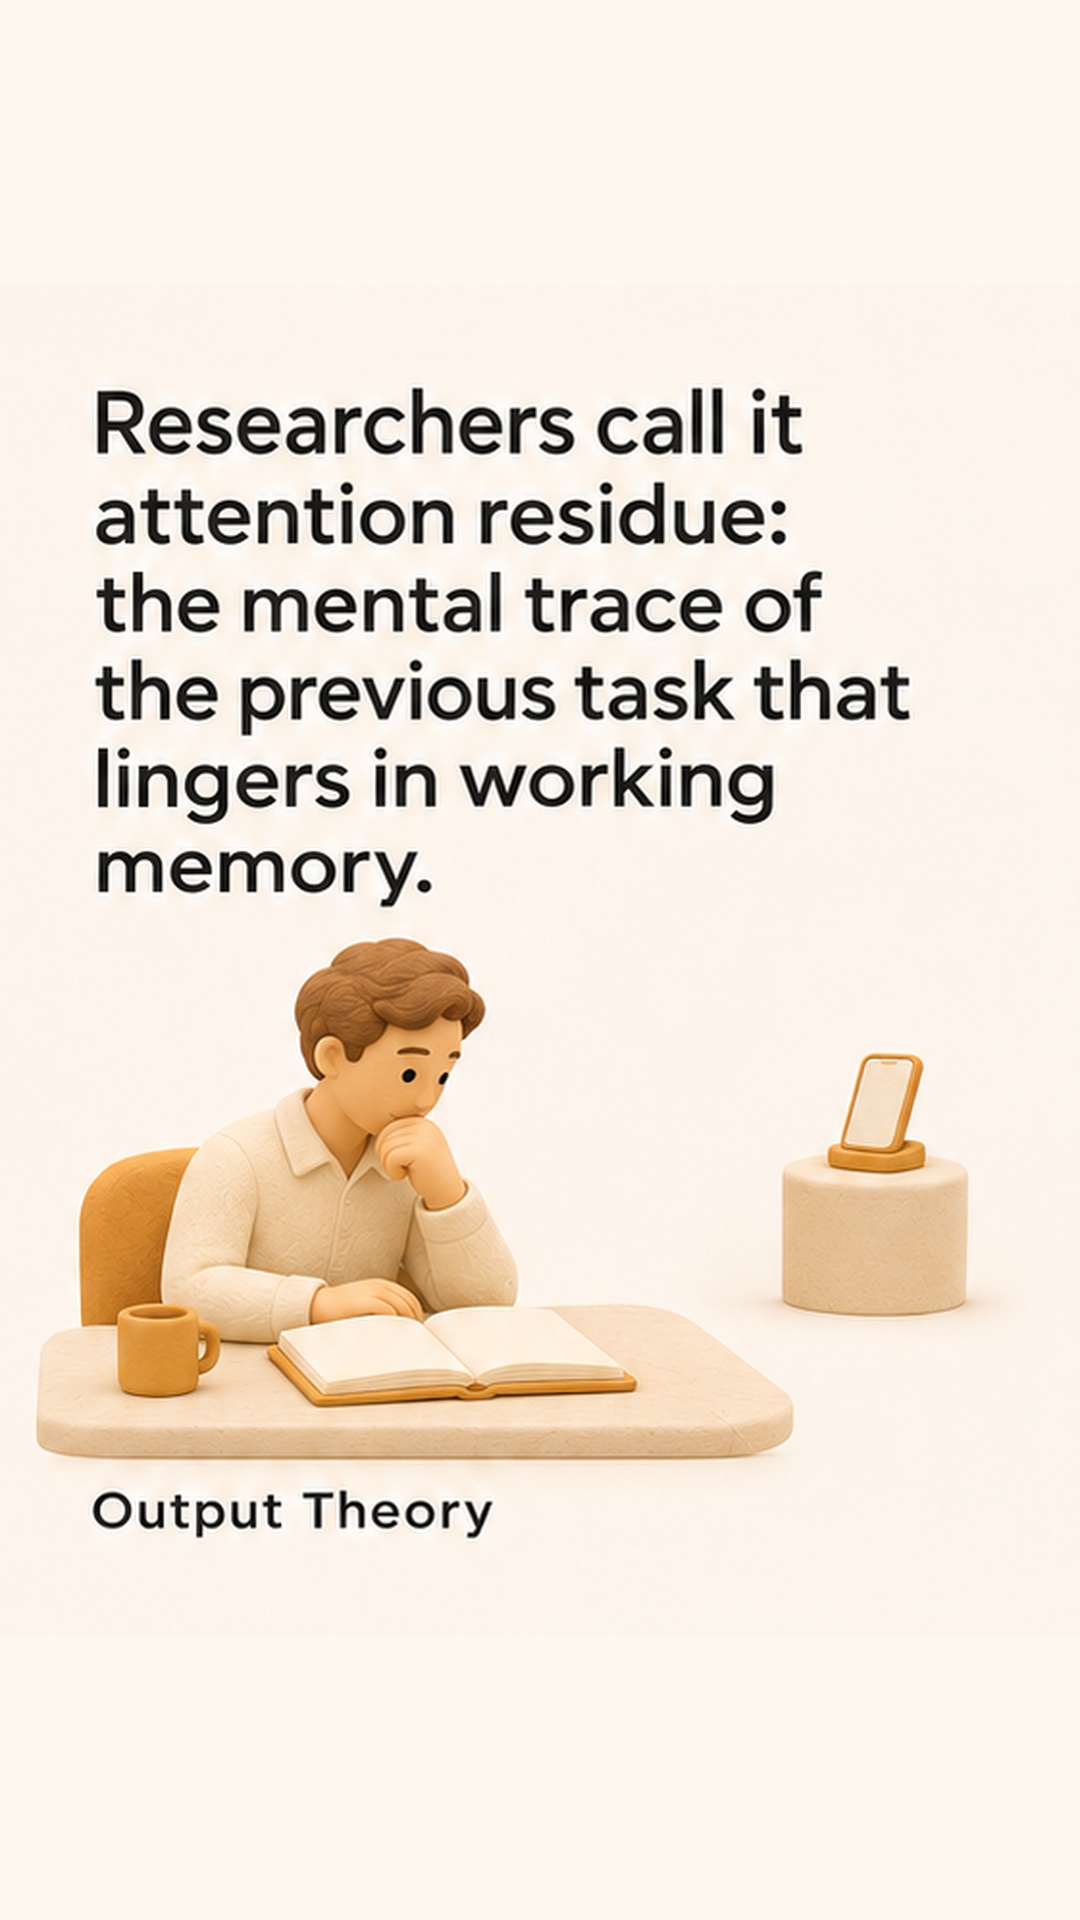 Researchers call it
attention residue:
the mental trace of
the previous task that
lingers in working
memory.
Output Theory